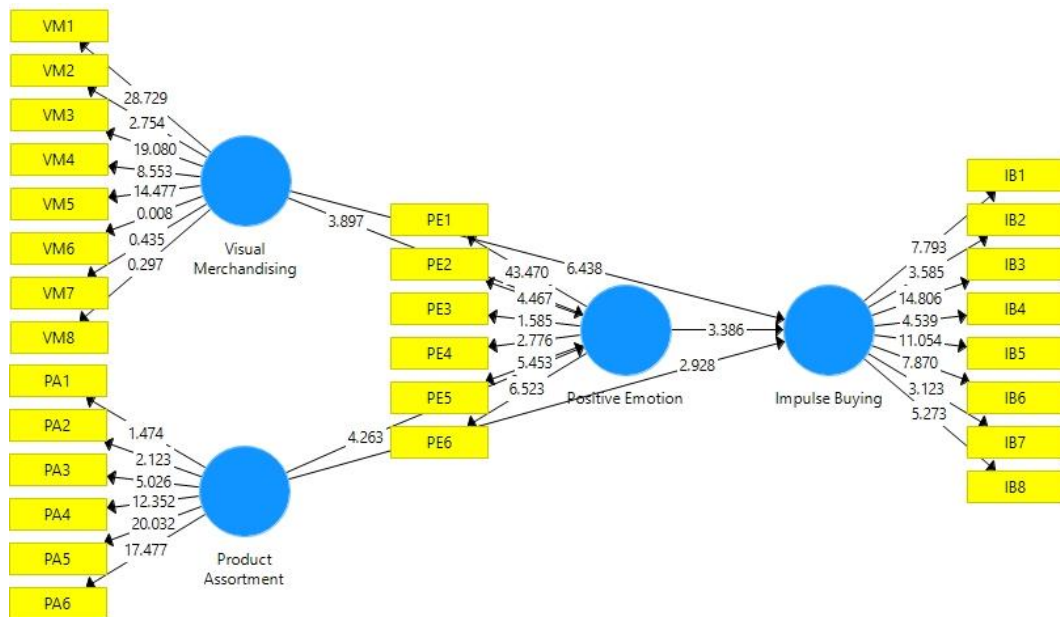 VM1
VM2
VM3
VM4
VM5
VM6
VM7
VM8
28.729
2.754
19.080
8.553
14.477
0.008
0.435
0.297
Visual
Merchandising
PA1
PA2
PA3
PA4
PA5
PA6
1.474
2.123
5.026
12.352
20.032
17.477
Product
Assortment
3.897
6.438
4.263
2.928
PE1
PE2
PE3
PE4
PE5
PE6
43.470
4.467
1.585
2.776
5.453
6.523
Positive Emotion
3.386
Impulse Buying
7.793
3.585
14.806
4.539
11.054
7.870
3.123
5.273
IB1
IB2
IB3
IB4
IB5
IB6
IB7
IB8